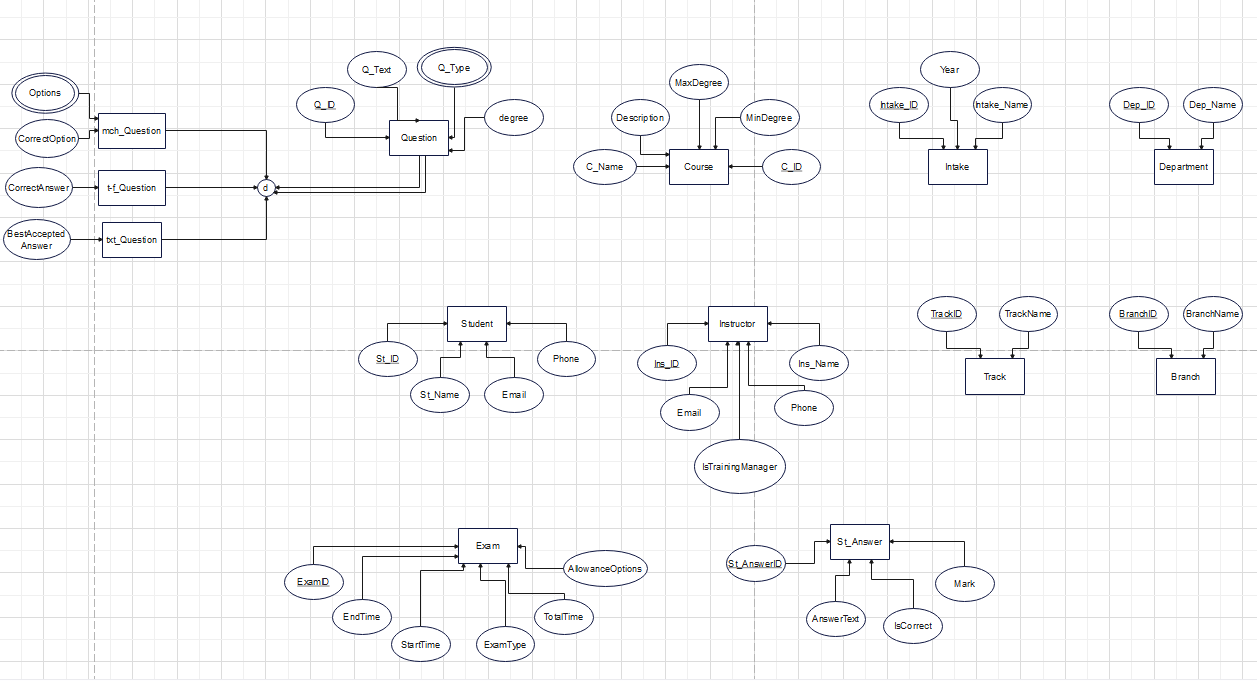 Options
mch_Question
CorrectOption
CorrectAnswer
t-f_Question
BestAccepted
Answer
txt_Question
d
Q_ID
Q_Text
Q_Type
degree
Question
MaxDegree
Description
MinDegree
C_Name
Course
C_ID
Year
Intake_ID
Intake_Name
Intake
Dep_ID
Dep_Name
Department
Student
St_ID
St_Name
Email
Phone
Instructor
Ins_ID
Ins_Name
Email
Phone
IsTrainingManager
TrackID
TrackName
Track
BranchID
BranchName
Branch
Exam
ExamID
EndTime
StartTime
ExamType
TotalTime
AllowanceOptions
St_Answer
St_AnswerID
AnswerText
IsCorrect
Mark